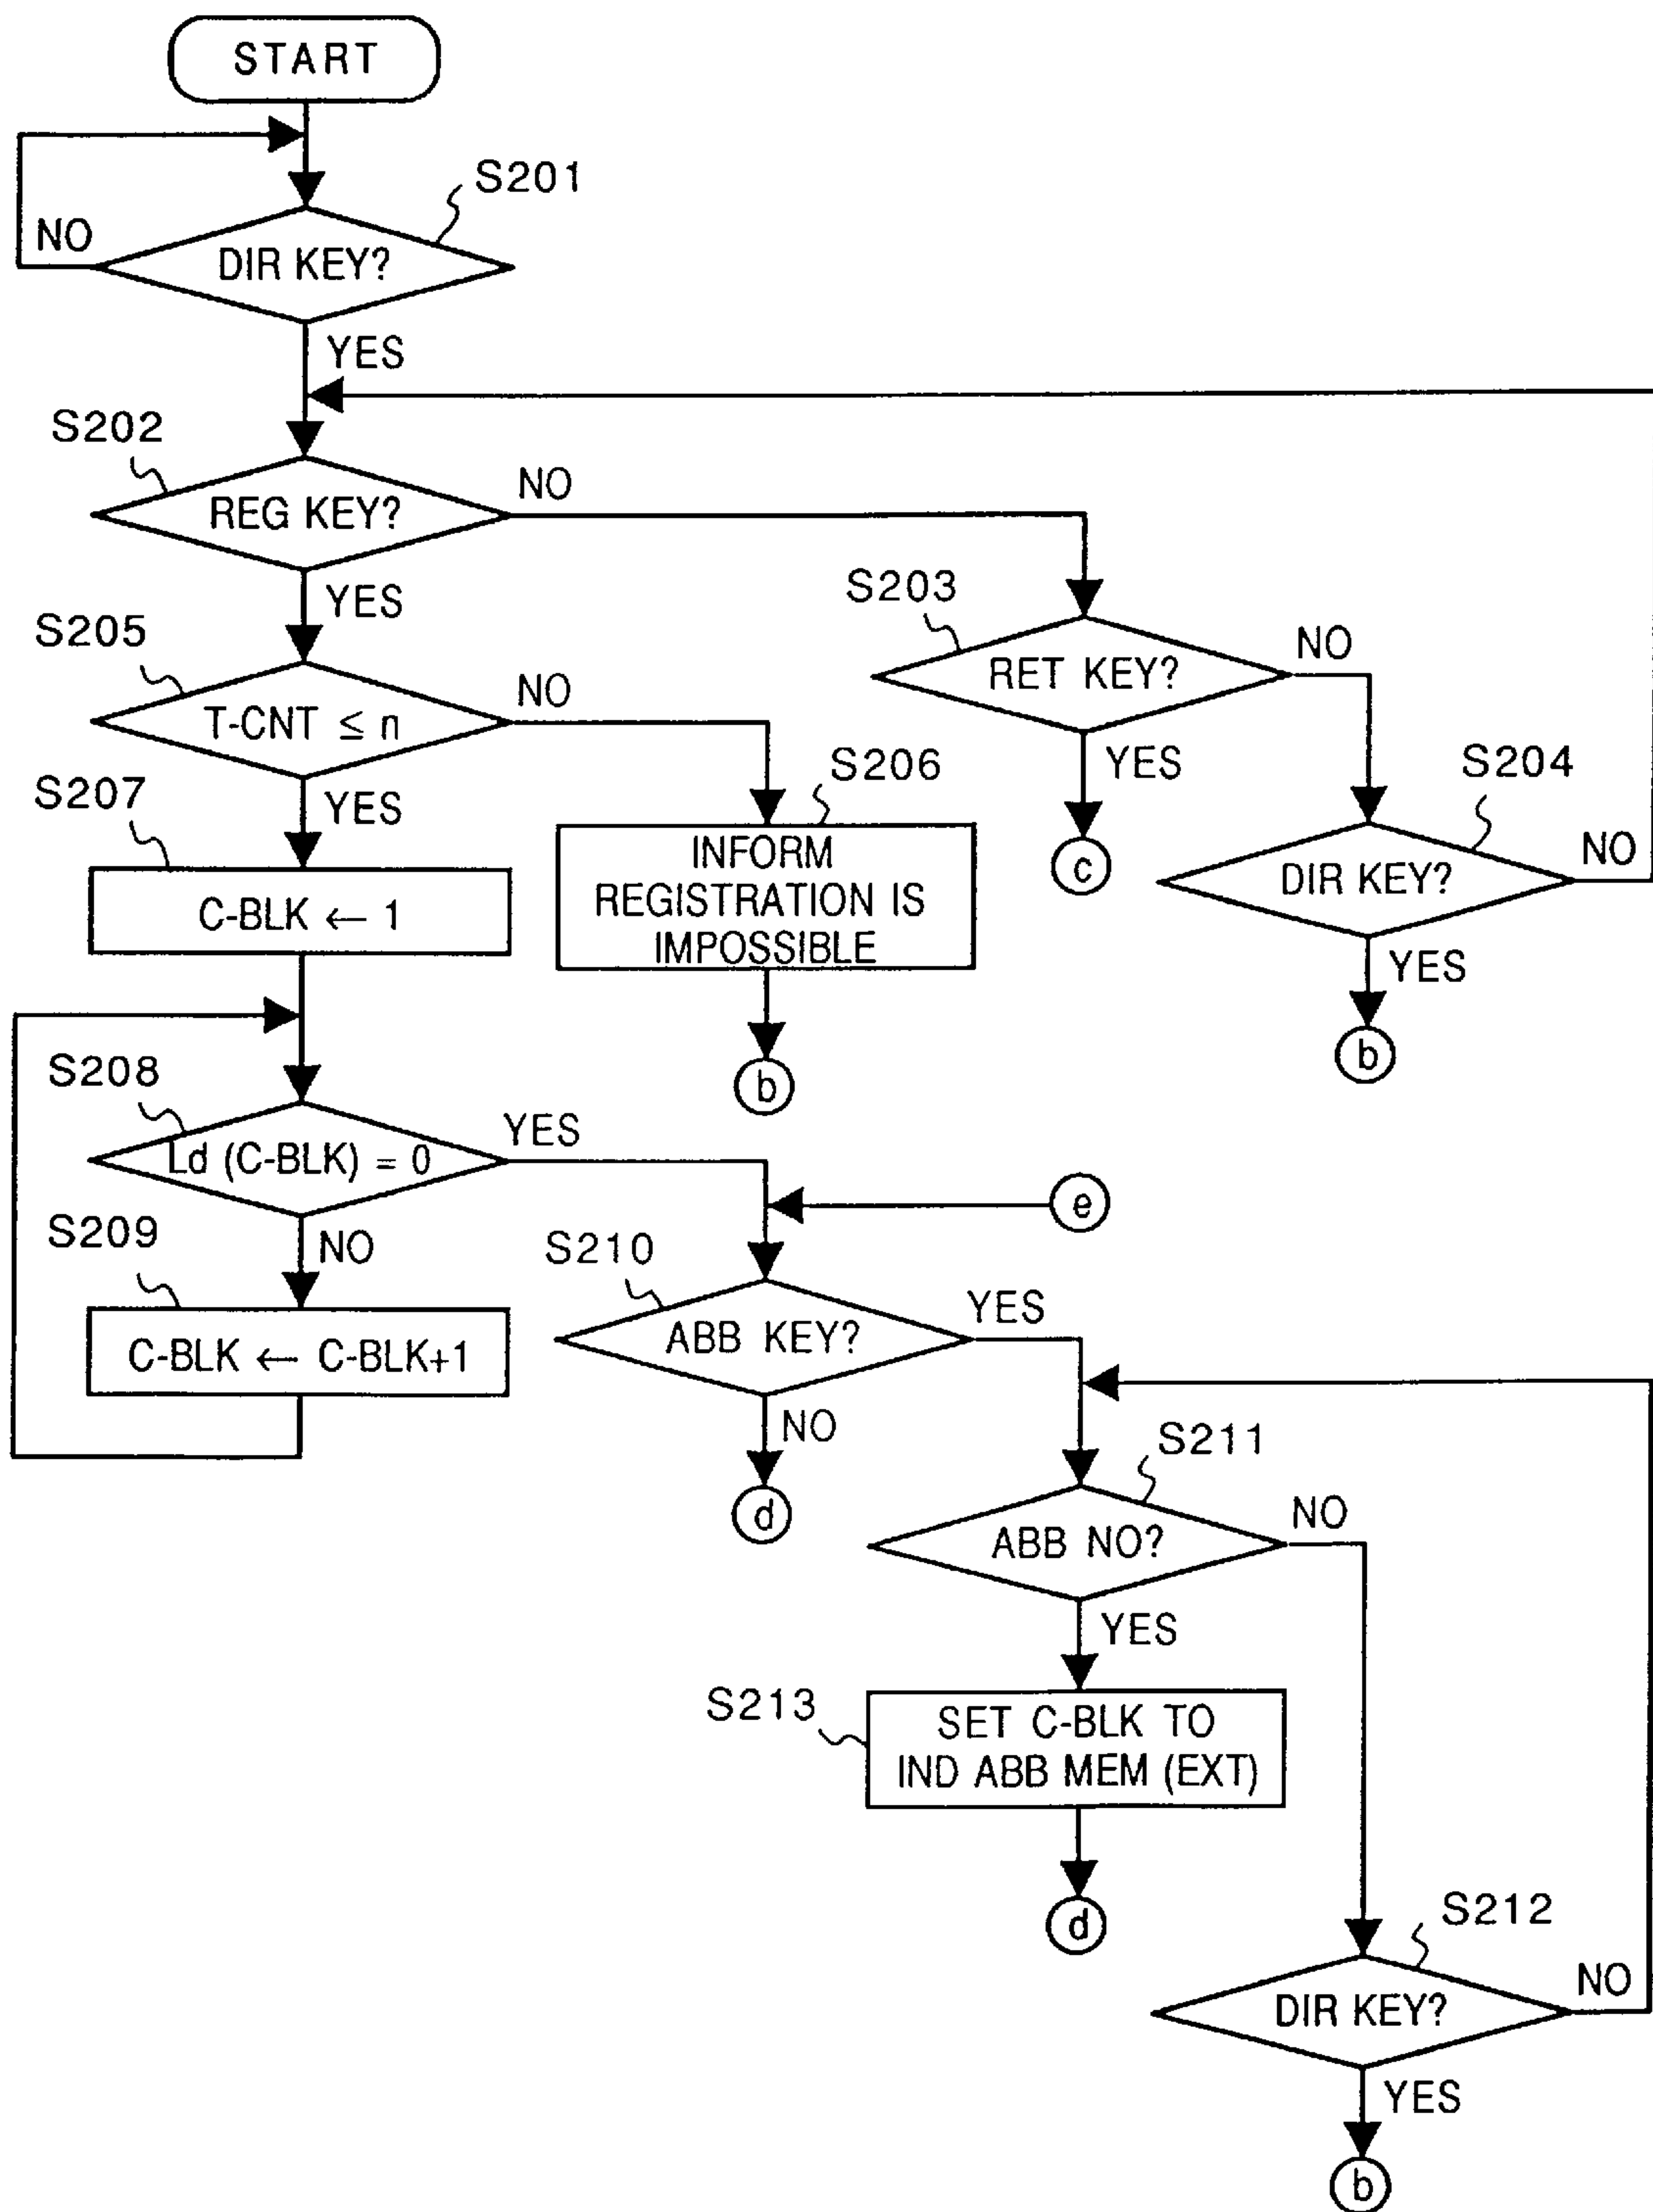 START
S201
NO
DIR KEY?
YES
S202
NO
REG KEY?
YES
S203
S205
NO
RET KEY?
NO
T-CNT ≤ n
S204
S206
YES
S207
YES
INFORM
REGISTRATION IS
IMPOSSIBLE
c
DIR KEY?
NO
C-BLK ← 1
YES
b
b
S208
YES
Ld (C-BLK) = 0
e
S209
NO
S210
YES
ABB KEY?
C-BLK ← C-BLK+1
NO
S211
d
NO
ABB NO?
YES
S213
SET C-BLK TO
IND ABB MEM (EXT)
S212
d
NO
DIR KEY?
YES
b